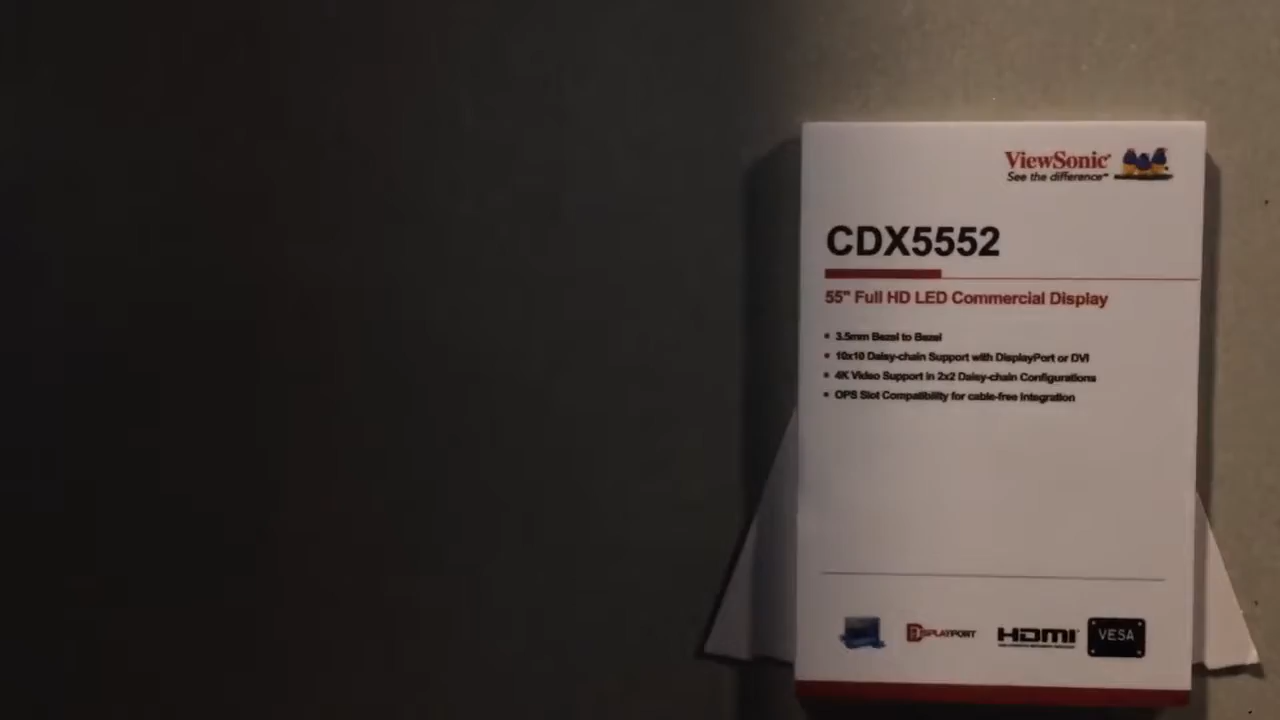 ViewSonic
See the difference™
CDX5552
55" Full HD LED Commercial Display
• 3.5mm Bezel to Bezel
• 10x10 Daisy-chain Support with DisplayPort or DVI
• 4K Video Support in 2x2 Daisy-chain Configurations
• OPS Slot Compatibility for cable-free Integration
DISPLAYPORT
HDMI
VESA